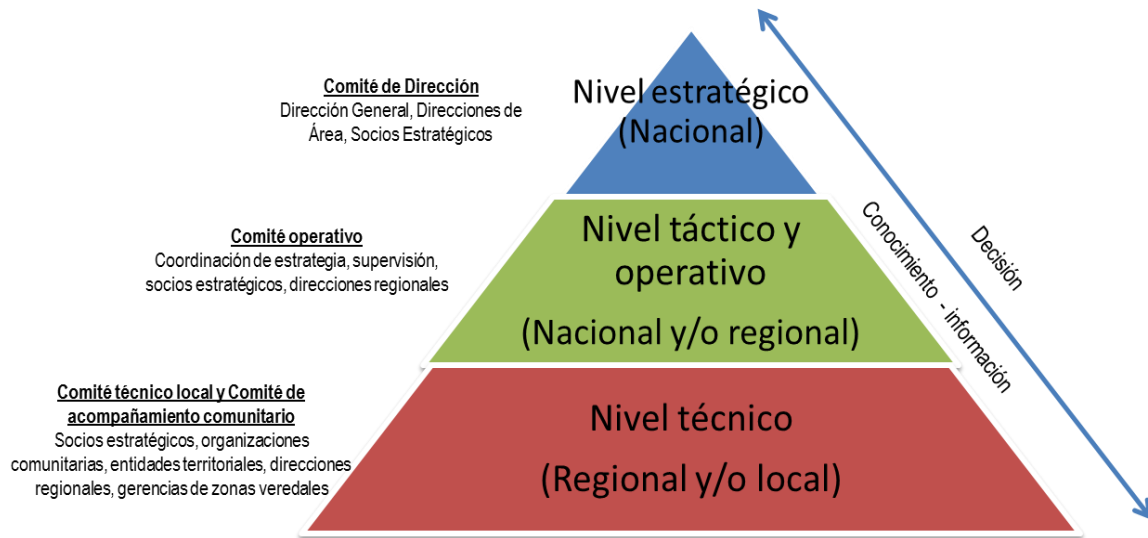 Comité de Dirección
Dirección General, Direcciones de
Área, Socios Estratégicos
Nivel estratégico
(Nacional)
Comité operativo
Coordinación de estrategia, supervisión,
socios estratégicos, direcciones regionales
Nivel táctico y
operativo
(Nacional y/o regional)
Comité técnico local y Comité de
acompañamiento comunitario
Socios estratégicos, organizaciones
comunitarias, entidades territoriales, direcciones
regionales, gerencias de zonas veredales
Nivel técnico
(Regional y/o local)
Decisión
Conocimiento - información